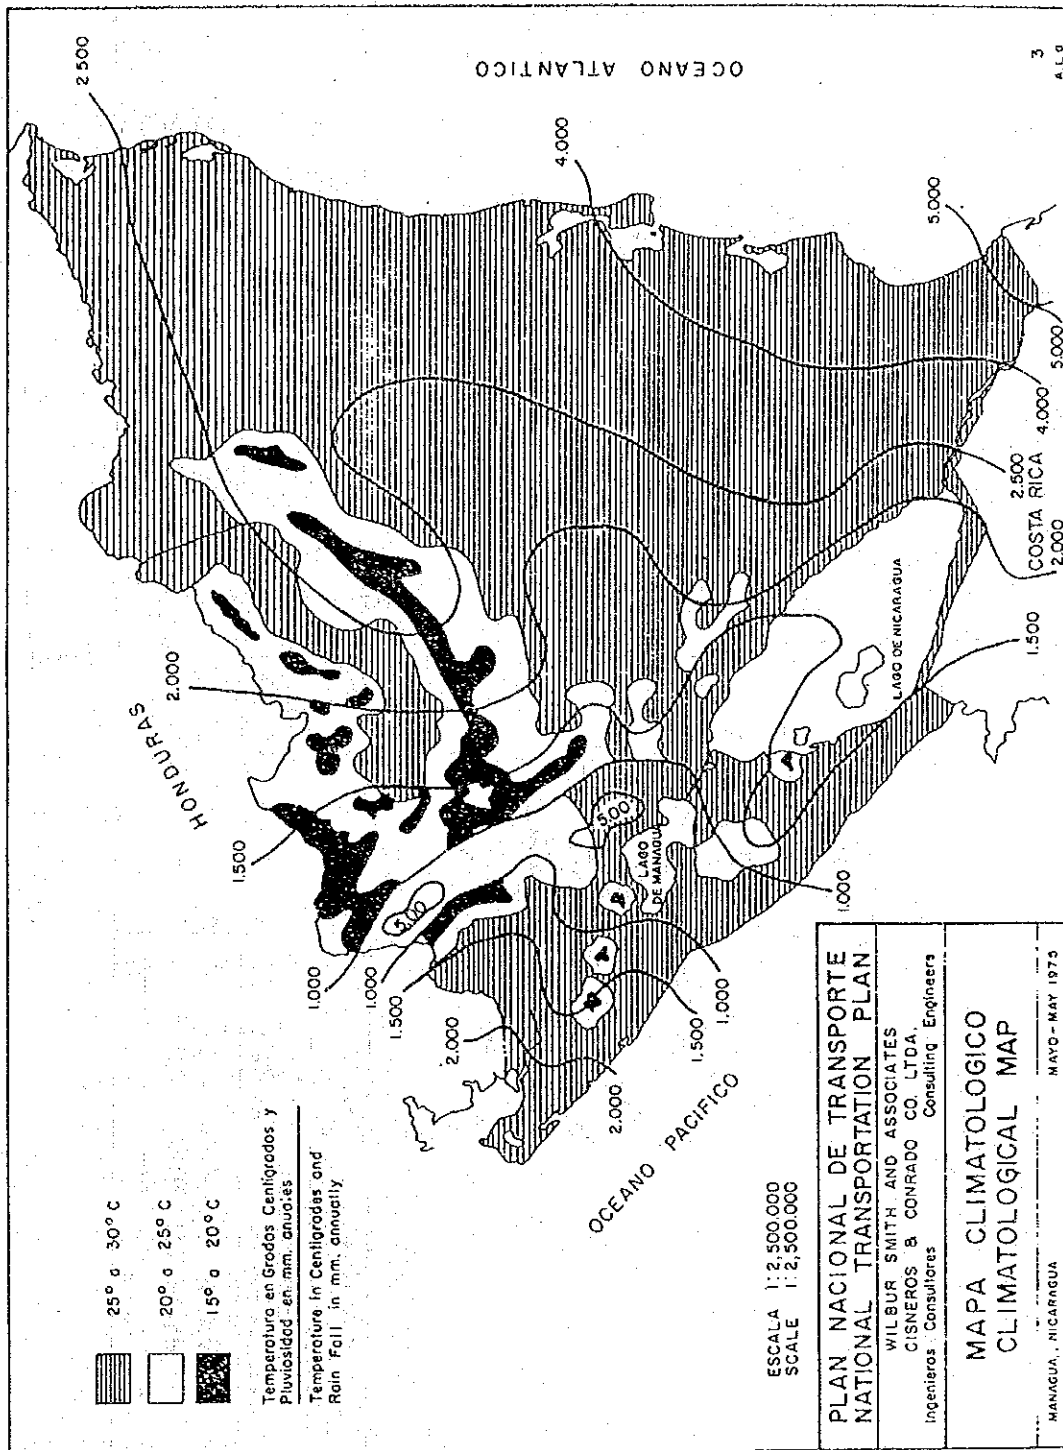 25° a 30° C
20° a 25° C
15° a 20° C
Temperatura en Grados Centigrados y
Pluviosidad en mm. anuales
Temperature in Centigrades and
Rain Fall in mm. annually
HONDURAS
OCEANO ATLANTICO
OCEANO PACIFICO
COSTA RICA
LAGO
DE MANAGUA
LAGO DE NICARAGUA
2 500
2.000
1.500
1.000
1.000
1.500
2.000
5.00
5.00
4.000
5.000
5.000
4.000
2.500
2.000
1.500
1.000
1.000
1.500
2.000
ESCALA 1:2,500.000
SCALE 1:2,500.000
PLAN NACIONAL DE TRANSPORTE
NATIONAL TRANSPORTATION PLAN
WILBUR SMITH AND ASSOCIATES
CISNEROS & CONRADO CO. LTDA.
Ingenieros Consultores Consulting Engineers
MAPA CLIMATOLOGICO
CLIMATOLOGICAL MAP
MANAGUA, NICARAGUA MAYO-MAY 1975
3